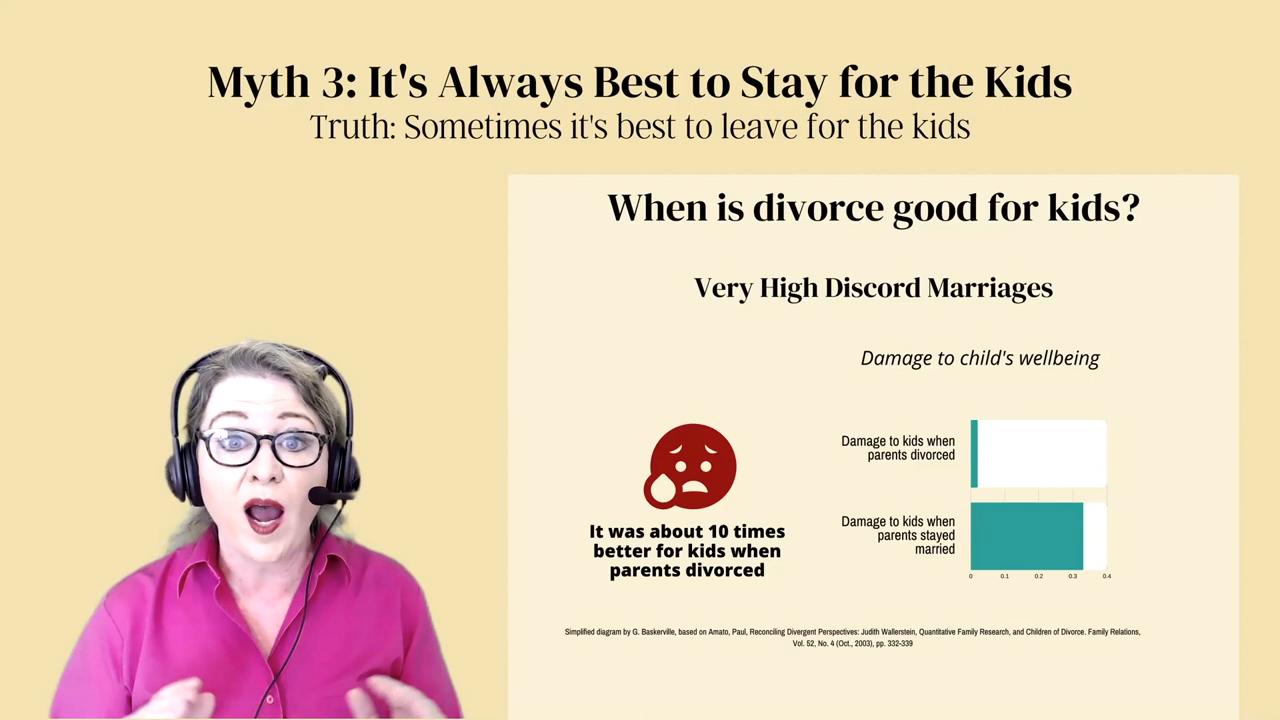 Myth 3: It's Always Best to Stay for the Kids
Truth: Sometimes it's best to leave for the kids
When is divorce good for kids?
Very High Discord Marriages
Damage to child's wellbeing
It was about 10 times
better for kids when
parents divorced
Damage to kids when
parents divorced
Damage to kids when
parents stayed
married
0 0.1 0.2 0.3 0.4
Simplified diagram by G. Baskerville, based on Amato, Paul, Reconciling Divergent Perspectives: Judith Wallerstein, Quantitative Family Research, and Children of Divorce. Family Relations,
Vol. 52, No. 4 (Oct., 2003), pp. 332-339